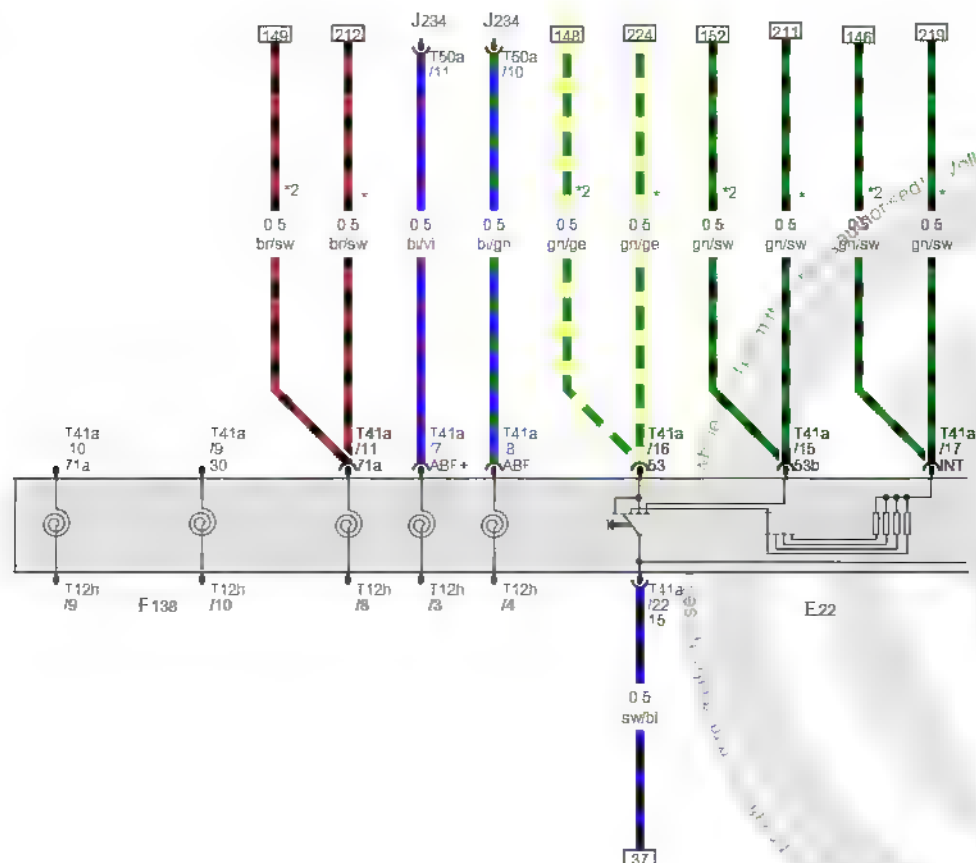 149 212 J234 J234 148 224 152 211 146 219
T50a T50a
/11 /10
*2 * *2 * *2 * *2 *
0 5 0 5 0 5 0 5 0 5 0 5 0 5 0 5 0 5 0 5
br/sw br/sw bl/vi bl/gn gn/ge gn/ge gn/sw gn/sw gn/sw gn/sw
authorised
T41a T41a T41a T41a T41a T41a T41a T41a
10 /9 /11 /7 8 /16 /15 /17
71a 30 71a ABF+ ABF 53 53b INT
T12h T12h T12h T12h T12h T41a
/9 F138 /10 /8 /3 /4 /22 E22
15
0 5
sw/bl
37